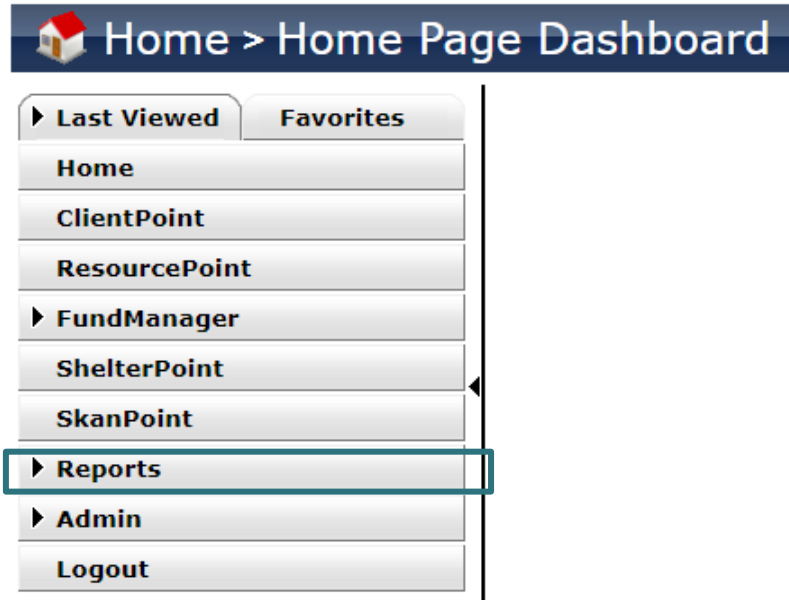 Home > Home Page Dashboard
Last Viewed Favorites
Home
ClientPoint
ResourcePoint
FundManager
ShelterPoint
SkanPoint
Reports
Admin
Logout